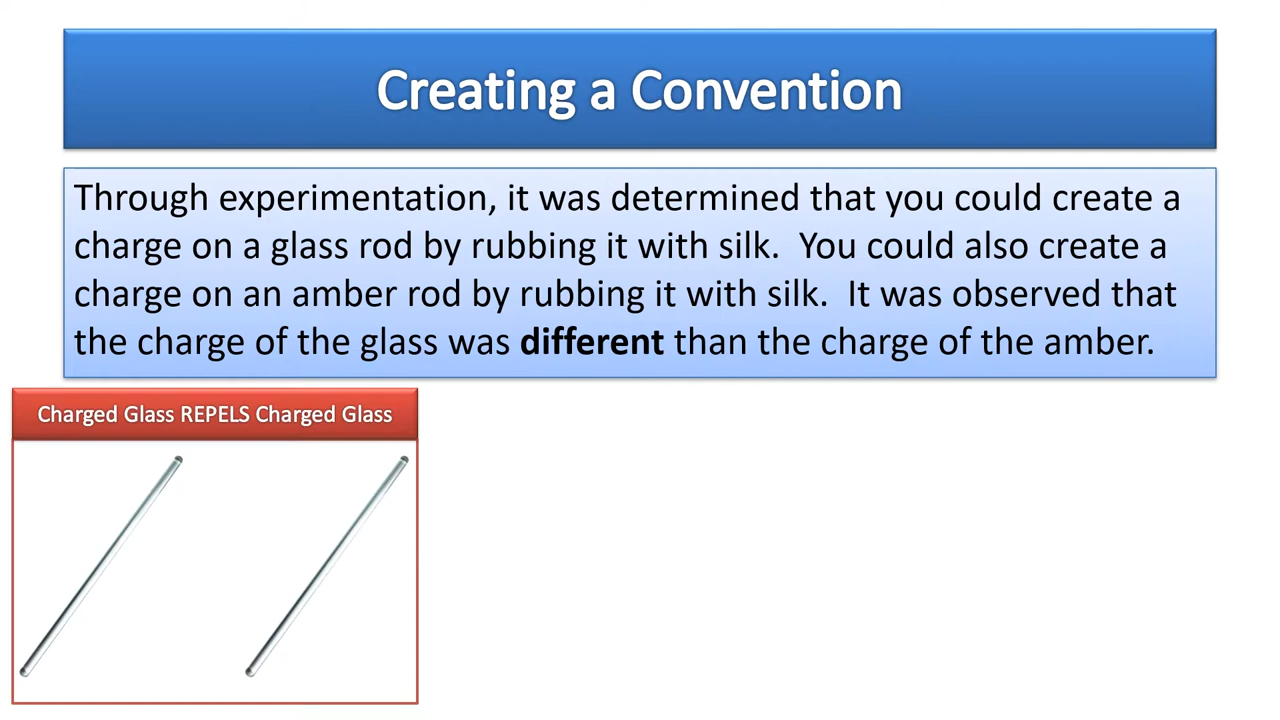 Creating a Convention
Through experimentation, it was determined that you could create a
charge on a glass rod by rubbing it with silk.  You could also create a
charge on an amber rod by rubbing it with silk.  It was observed that
the charge of the glass was different than the charge of the amber.
Charged Glass REPELS Charged Glass